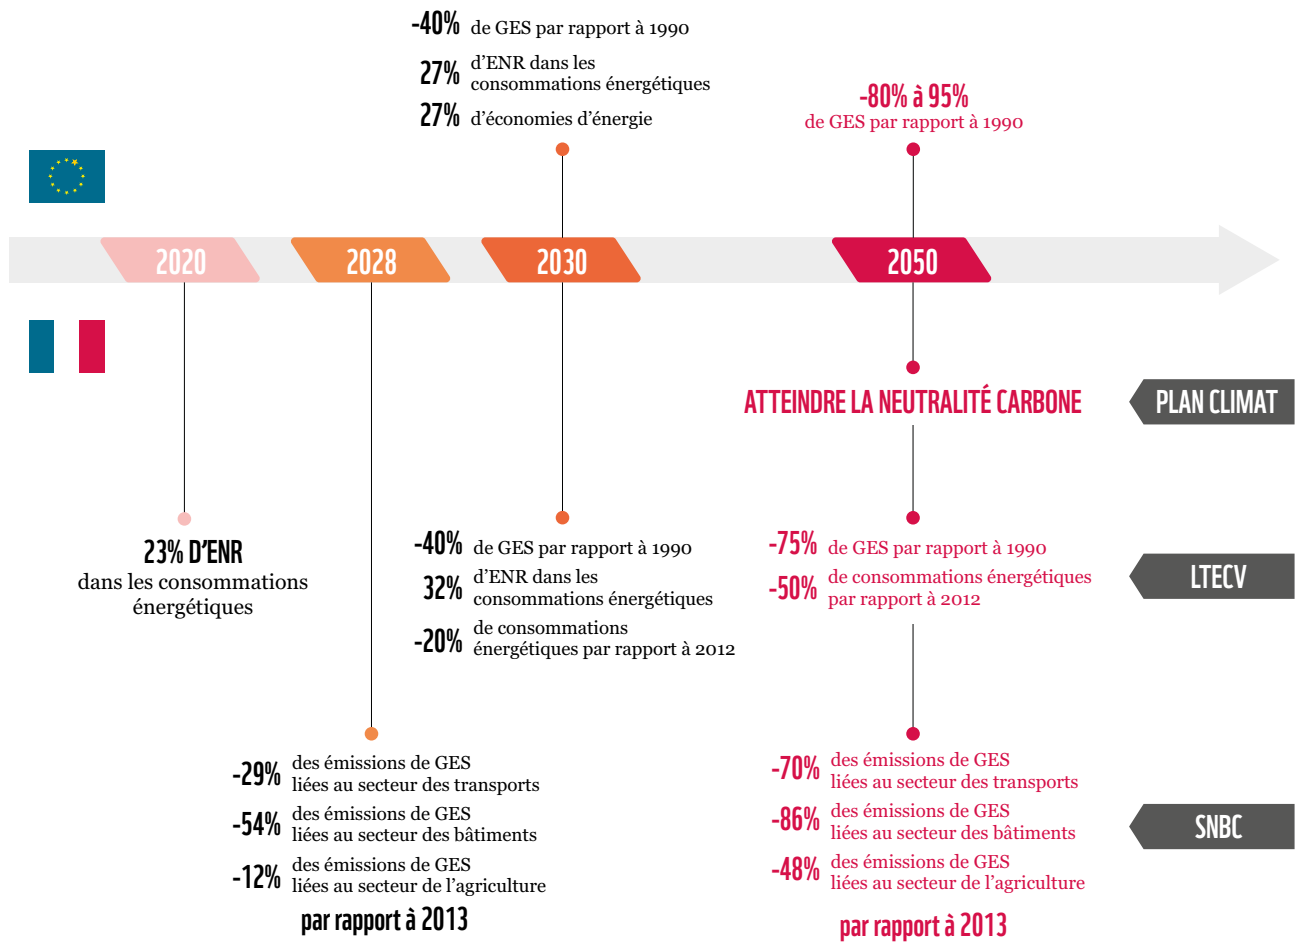 -40% de GES par rapport à 1990
27% d'ENR dans les
consommations énergétiques
27% d'économies d'énergie
-80% à 95%
de GES par rapport à 1990
2020
2028
2030
2050
ATTEINDRE LA NEUTRALITÉ CARBONE
PLAN CLIMAT
23% D'ENR
dans les consommations
énergétiques
-40% de GES par rapport à 1990
32% d'ENR dans les
consommations énergétiques
-20% de consommations
énergétiques par rapport à 2012
-75% de GES par rapport à 1990
-50% de consommations énergétiques
par rapport à 2012
LTECV
-29% des émissions de GES
liées au secteur des transports
-54% des émissions de GES
liées au secteur des bâtiments
-12% des émissions de GES
liées au secteur de l'agriculture
par rapport à 2013
-70% des émissions de GES
liées au secteur des transports
-86% des émissions de GES
liées au secteur des bâtiments
-48% des émissions de GES
liées au secteur de l'agriculture
par rapport à 2013
SNBC